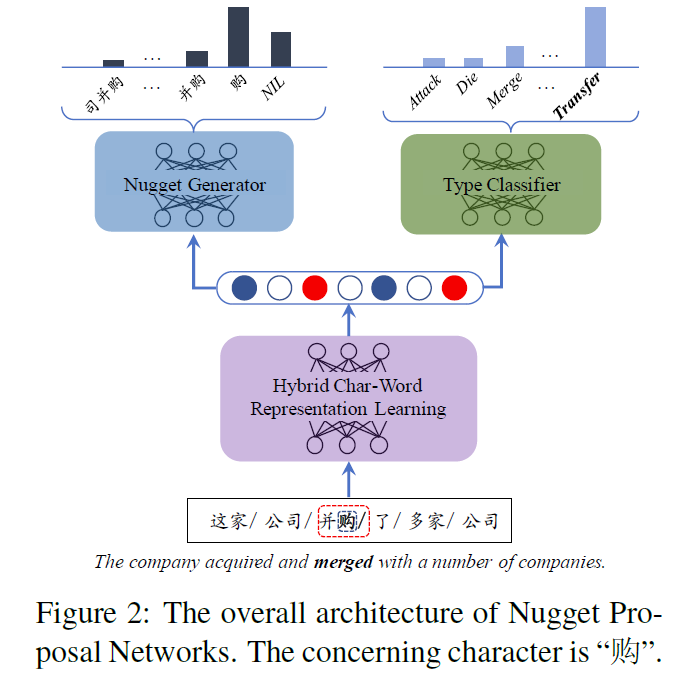 司并购 ... 并购 购 NIL
Attack Die Merge ... Transfer
Nugget Generator
Type Classifier
Hybrid Char-Word
Representation Learning
这家/ 公司/ 并购/ 了/ 多家/ 公司
The company acquired and merged with a number of companies.
Figure 2: The overall architecture of Nugget Pro-
posal Networks. The concerning character is “购”.